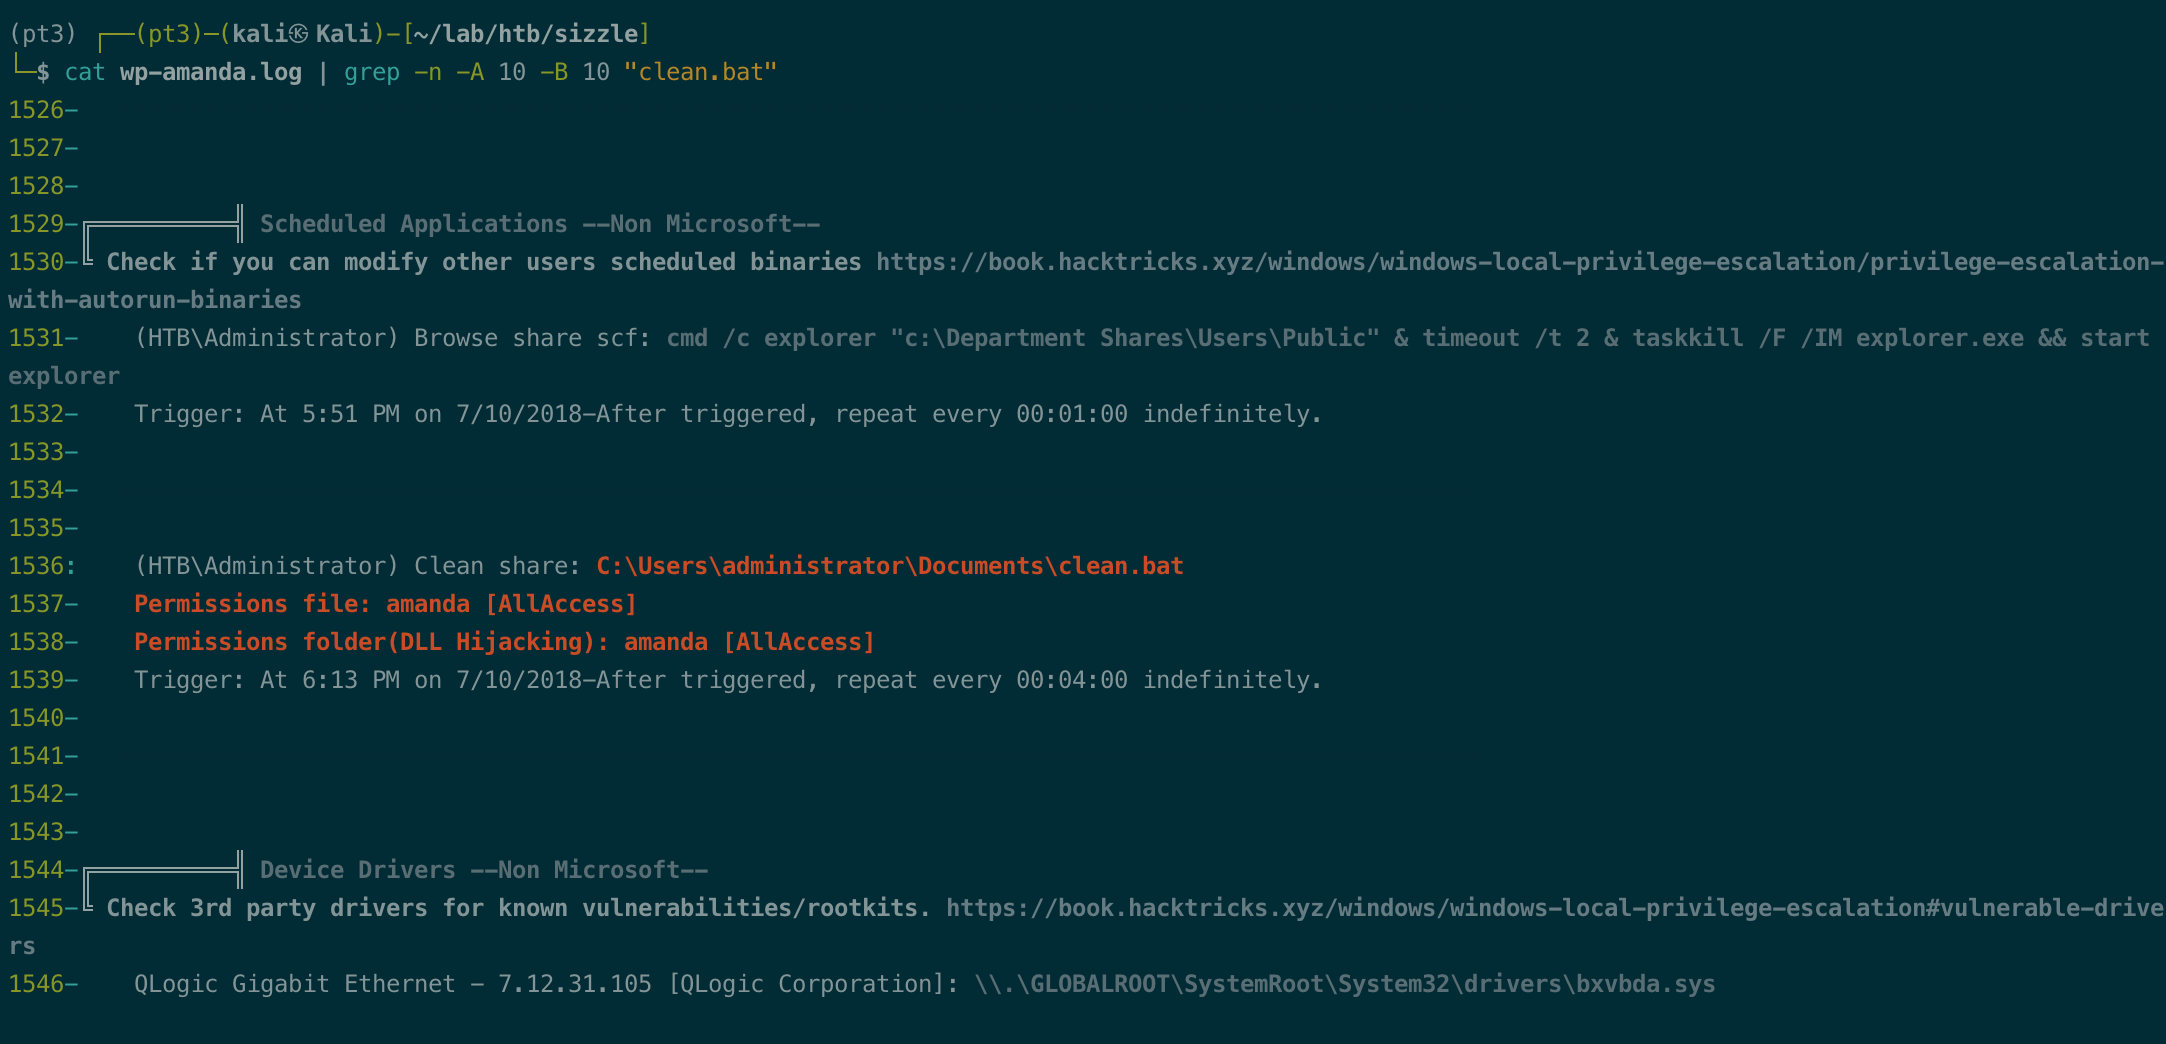 (pt3) ┌──(pt3)─(kali㉿Kali)-[~/lab/htb/sizzle]
└─$ cat wp-amanda.log | grep -n -A 10 -B 10 "clean.bat"
1526-
1527-
1528-
1529-╔══════════╣ Scheduled Applications --Non Microsoft--
1530-╚ Check if you can modify other users scheduled binaries https://book.hacktricks.xyz/windows/windows-local-privilege-escalation/privilege-escalation-
with-autorun-binaries
1531-    (HTB\Administrator) Browse share scf: cmd /c explorer "c:\Department Shares\Users\Public" & timeout /t 2 & taskkill /F /IM explorer.exe && start
explorer
1532-    Trigger: At 5:51 PM on 7/10/2018-After triggered, repeat every 00:01:00 indefinitely.
1533-
1534-
1535-
1536:    (HTB\Administrator) Clean share: C:\Users\administrator\Documents\clean.bat
1537-    Permissions file: amanda [AllAccess]
1538-    Permissions folder(DLL Hijacking): amanda [AllAccess]
1539-    Trigger: At 6:13 PM on 7/10/2018-After triggered, repeat every 00:04:00 indefinitely.
1540-
1541-
1542-
1543-
1544-╔══════════╣ Device Drivers --Non Microsoft--
1545-╚ Check 3rd party drivers for known vulnerabilities/rootkits. https://book.hacktricks.xyz/windows/windows-local-privilege-escalation#vulnerable-drive
rs
1546-    QLogic Gigabit Ethernet - 7.12.31.105 [QLogic Corporation]: \\.\GLOBALROOT\SystemRoot\System32\drivers\bxvbda.sys